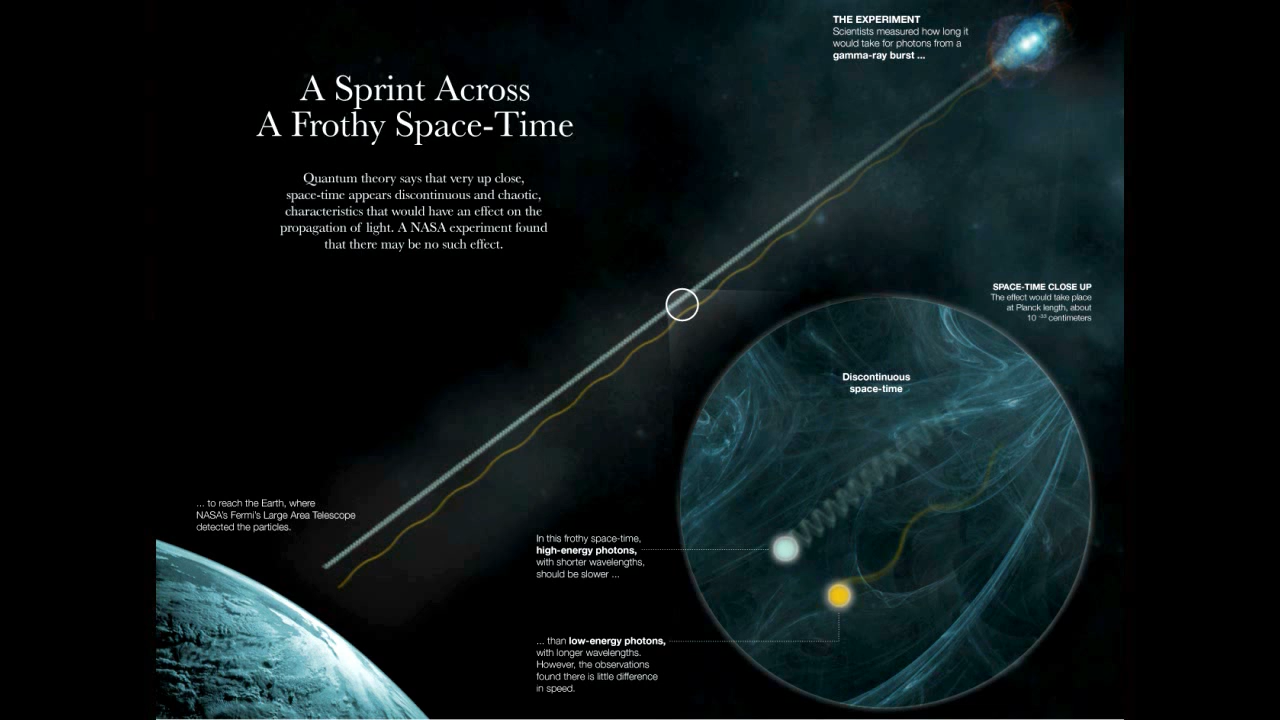 A Sprint Across
A Frothy Space-Time
Quantum theory says that very up close,
space-time appears discontinuous and chaotic,
characteristics that would have an effect on the
propagation of light. A NASA experiment found
that there may be no such effect.
THE EXPERIMENT
Scientists measured how long it
would take for photons from a
gamma-ray burst ...
... to reach the Earth, where
NASA's Fermi's Large Area Telescope
detected the particles.
SPACE-TIME CLOSE UP
The effect would take place
at Planck length, about
10 -33 centimeters
Discontinuous
space-time
In this frothy space-time,
high-energy photons,
with shorter wavelengths,
should be slower ...
... than low-energy photons,
with longer wavelengths.
However, the observations
found there is little difference
in speed.